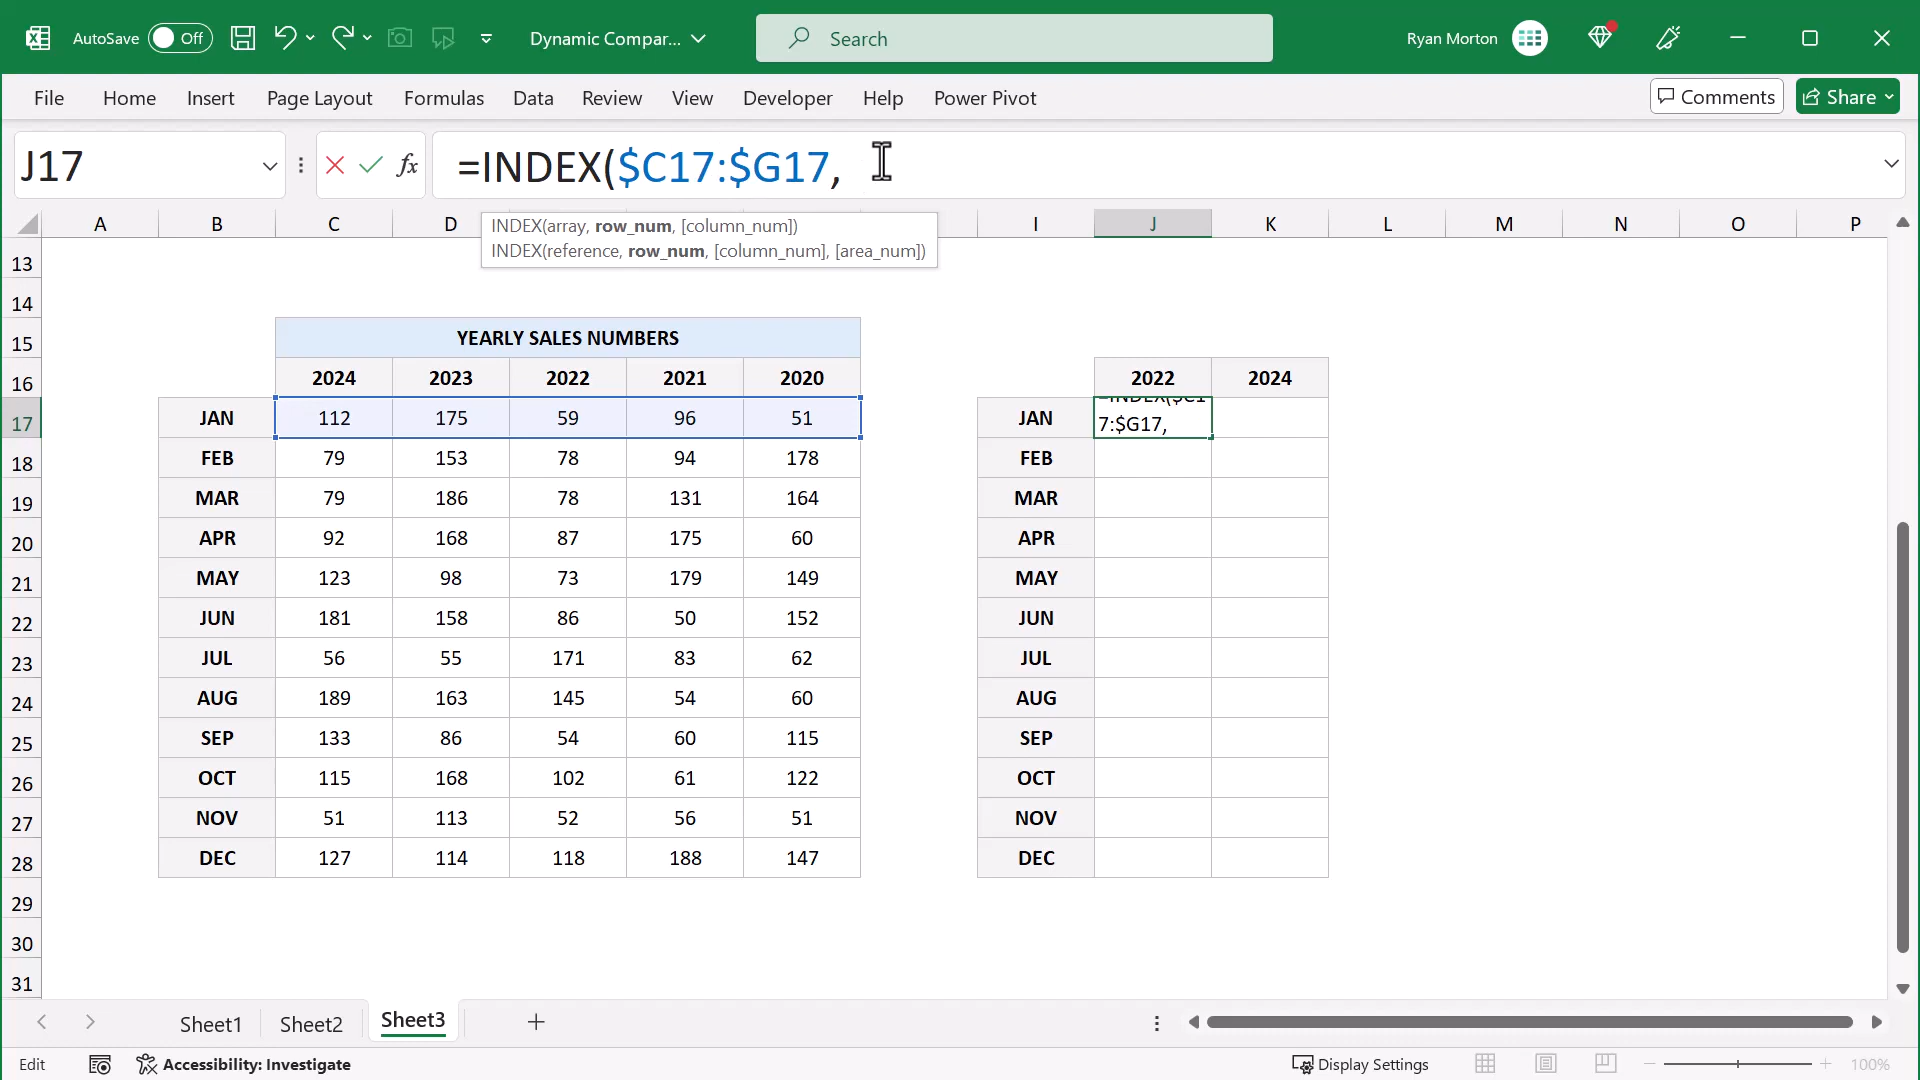 AutoSave Off Dynamic Compar... Search Ryan Morton
File Home Insert Page Layout Formulas Data Review View Developer Help Power Pivot Comments Share
J17 fx =INDEX($C17:$G17,
INDEX(array, row_num, [column_num])
INDEX(reference, row_num, [column_num], [area_num])
A B C D I J K L M N O P
13
14
15 YEARLY SALES NUMBERS
16 2024 2023 2022 2021 2020 2022 2024
17 JAN 112 175 59 96 51 JAN =INDEX($C1
7:$G17,
18 FEB 79 153 78 94 178 FEB
19 MAR 79 186 78 131 164 MAR
20 APR 92 168 87 175 60 APR
21 MAY 123 98 73 179 149 MAY
22 JUN 181 158 86 50 152 JUN
23 JUL 56 55 171 83 62 JUL
24 AUG 189 163 145 54 60 AUG
25 SEP 133 86 54 60 115 SEP
26 OCT 115 168 102 61 122 OCT
27 NOV 51 113 52 56 51 NOV
28 DEC 127 114 118 188 147 DEC
29
30
31
Sheet1 Sheet2 Sheet3
Edit Accessibility: Investigate Display Settings 100%